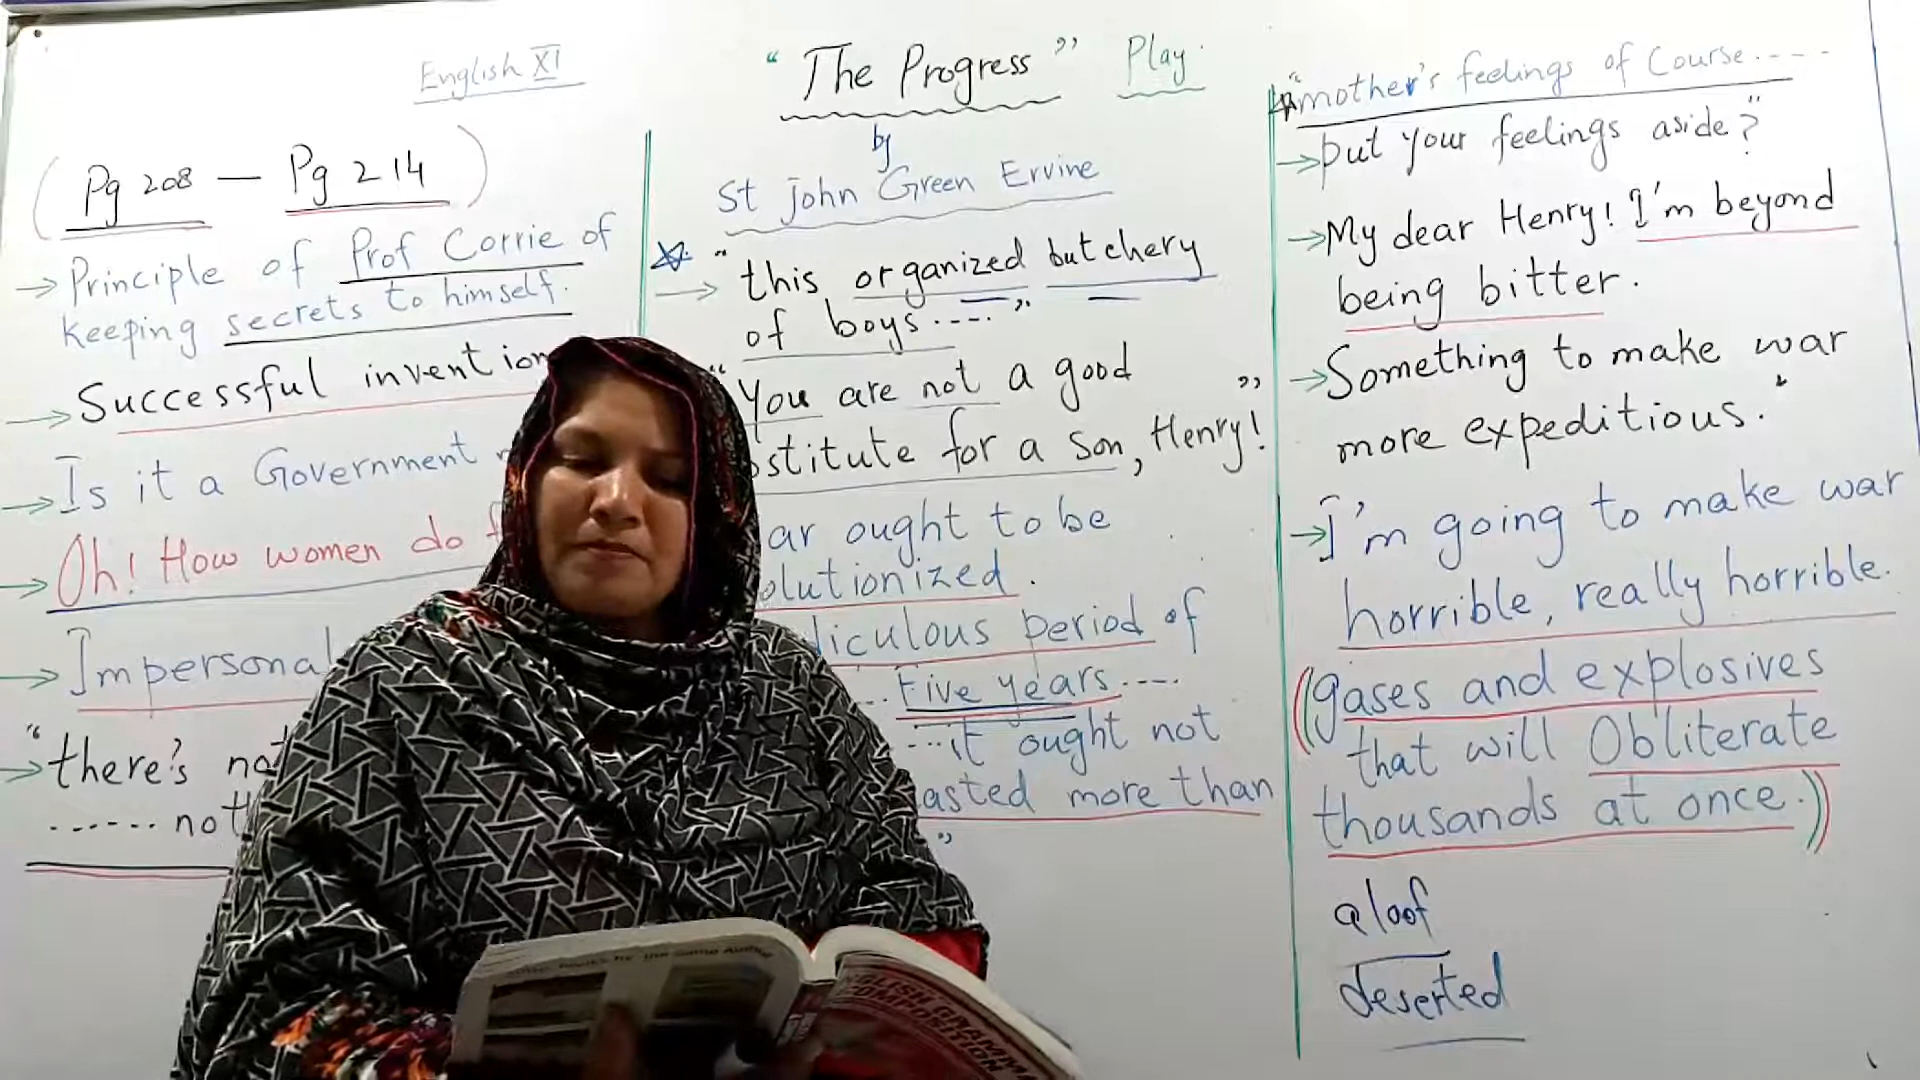 English XI
(Pg 208 — Pg 214)
→ Principle of Prof Corrie of
keeping secrets to himself.
→ Successful invention
→ Is it a Government
→ Oh! How women do
→ Impersonal
→ "there's
...... not
"The Progress" Play
by
St John Green Ervine
→ "this organized butchery
of boys....."
"You are not a good
stitute for a son, Henry!"
ar ought to be
olutionized.
diculous period of
... Five years ....
... it ought not
asted more than
"
"mother's feelings of Course....
→ put your feelings aside?"
→ My dear Henry! I'm beyond
being bitter.
→ Something to make war
more expeditious.
→ I'm going to make war
horrible, really horrible.
(gases and explosives
that will Obliterate
thousands at once.)
aloof
deserted
by the same Author
ENGLISH GRAMM
COMPOSITION